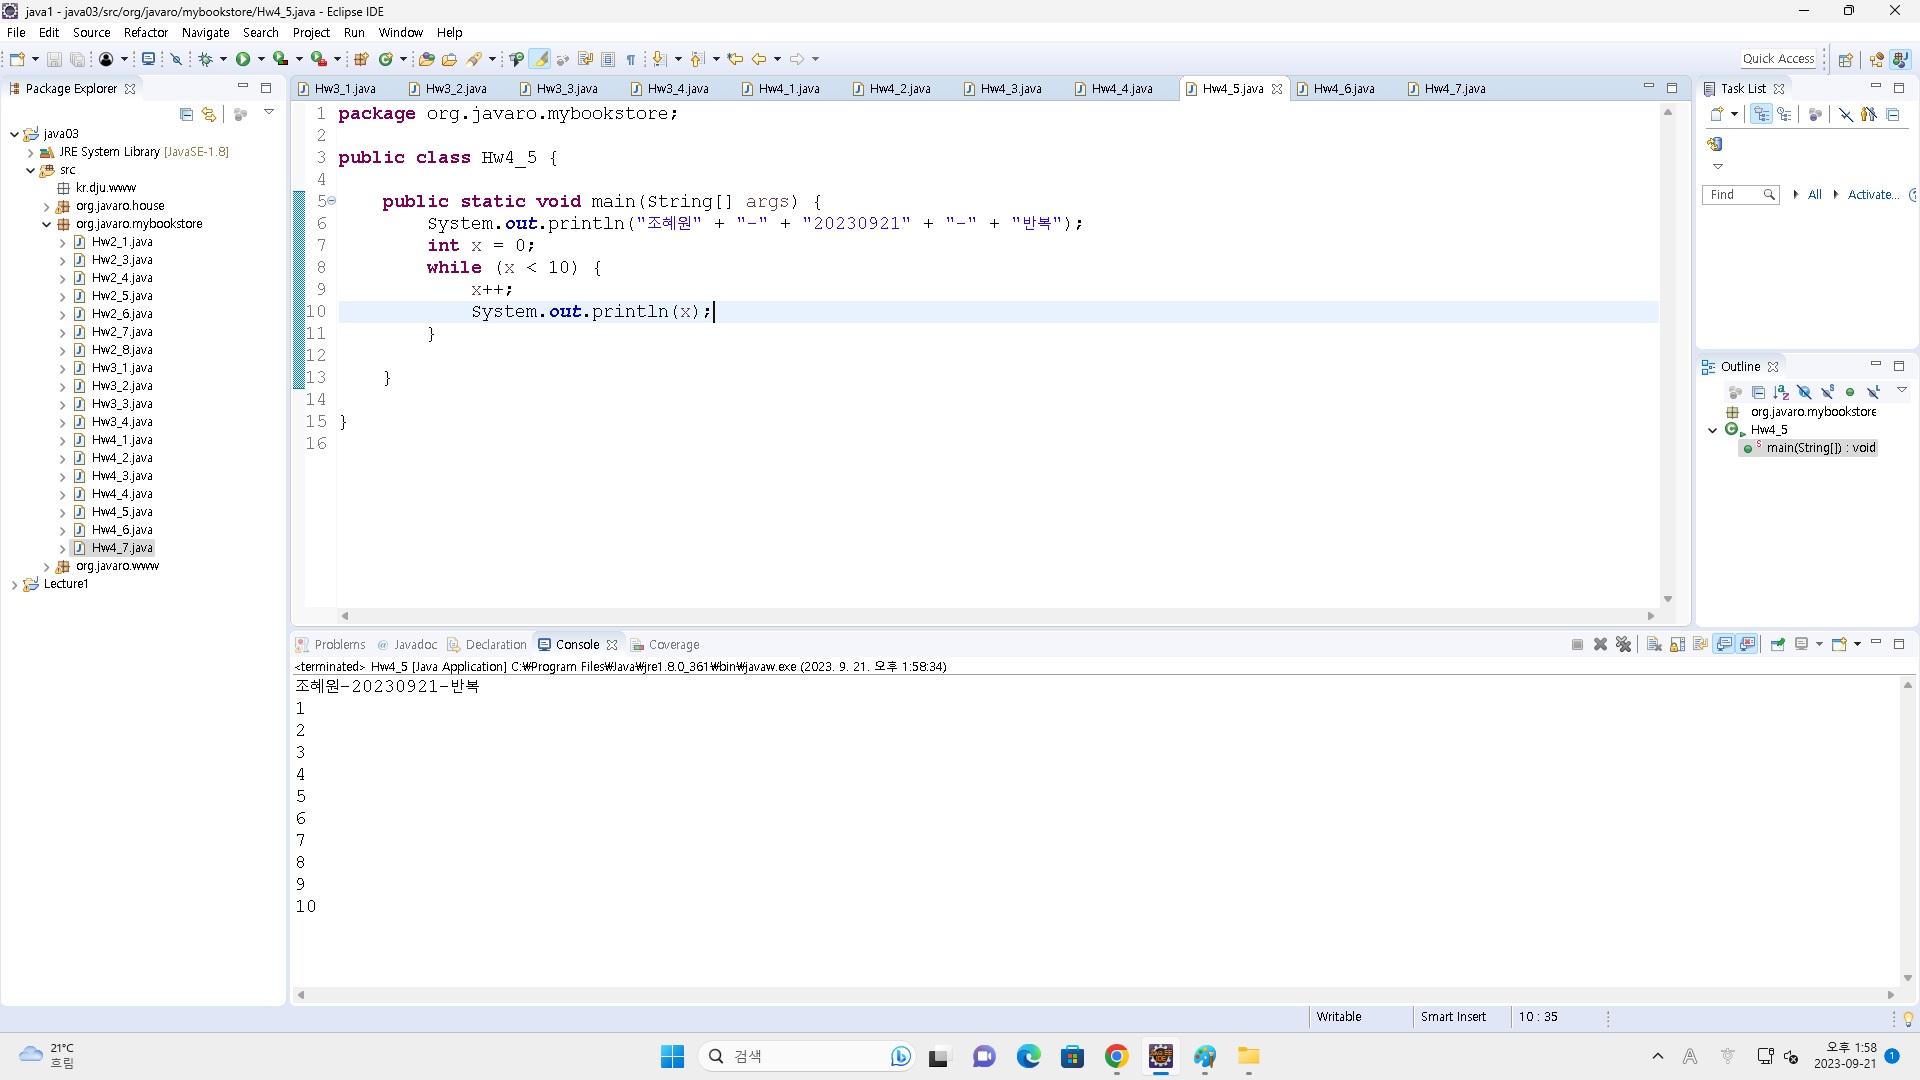 java1 - java03/src/org/javaro/mybookstore/Hw4_5.java - Eclipse IDE
File Edit Source Refactor Navigate Search Project Run Window Help
Quick Access
Package Explorer
java03
JRE System Library [JavaSE-1.8]
src
kr.dju.www
org.javaro.house
org.javaro.mybookstore
Hw2_1.java
Hw2_3.java
Hw2_4.java
Hw2_5.java
Hw2_6.java
Hw2_7.java
Hw2_8.java
Hw3_1.java
Hw3_2.java
Hw3_3.java
Hw3_4.java
Hw4_1.java
Hw4_2.java
Hw4_3.java
Hw4_4.java
Hw4_5.java
Hw4_6.java
Hw4_7.java
org.javaro.www
Lecture1
Hw3_1.java Hw3_2.java Hw3_3.java Hw3_4.java Hw4_1.java Hw4_2.java Hw4_3.java Hw4_4.java Hw4_5.java Hw4_6.java Hw4_7.java
1 package org.javaro.mybookstore;
2
3 public class Hw4_5 {
4
5 public static void main(String[] args) {
6 System.out.println("조혜원" + "-" + "20230921" + "-" + "반복");
7 int x = 0;
8 while (x < 10) {
9 x++;
10 System.out.println(x);
11 }
12
13 }
14
15 }
16
Task List
Find All Activate...
Outline
org.javaro.mybookstore
Hw4_5
main(String[]) : void
Problems Javadoc Declaration Console Coverage
<terminated> Hw4_5 [Java Application] C:₩Program Files₩Java₩jre1.8.0_361₩bin₩javaw.exe (2023. 9. 21. 오후 1:58:34)
조혜원-20230921-반복
1
2
3
4
5
6
7
8
9
10
Writable Smart Insert 10 : 35
21°C
흐림
검색
오후 1:58
2023-09-21
1